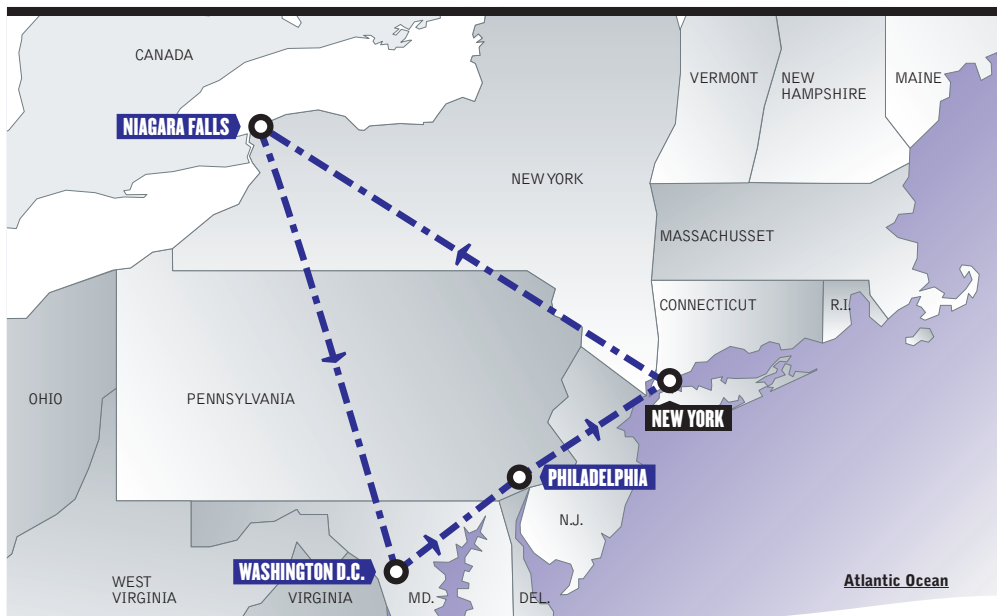 CANADA
VERMONT
NEW
HAMPSHIRE
MAINE
NIAGARA FALLS
NEW YORK
MASSACHUSSET
CONNECTICUT
R.I.
OHIO
PENNSYLVANIA
NEW YORK
PHILADELPHIA
N.J.
WASHINGTON D.C.
WEST
VIRGINIA
VIRGINIA
MD.
DEL.
Atlantic Ocean